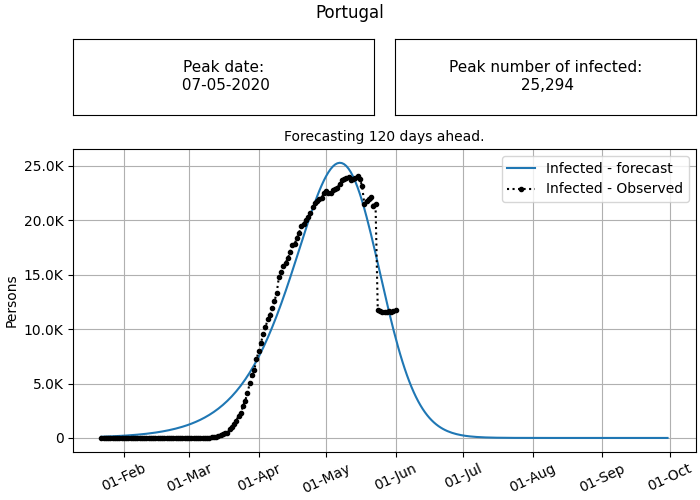 Portugal
Peak date:
07-05-2020
Peak number of infected:
25,294
Forecasting 120 days ahead.
Infected - forecast
Infected - Observed
25.0K
20.0K
15.0K
10.0K
5.0K
0
Persons
01-Feb
01-Mar
01-Apr
01-May
01-Jun
01-Jul
01-Aug
01-Sep
01-Oct